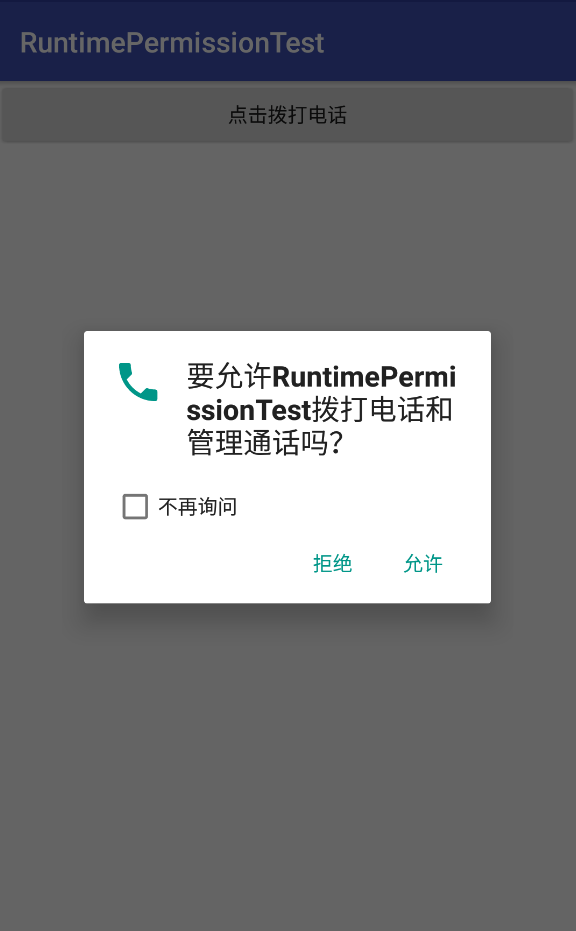 RuntimePermissionTest
点击拨打电话
要允许RuntimePermi
ssionTest拨打电话和
管理通话吗?
不再询问
拒绝 允许